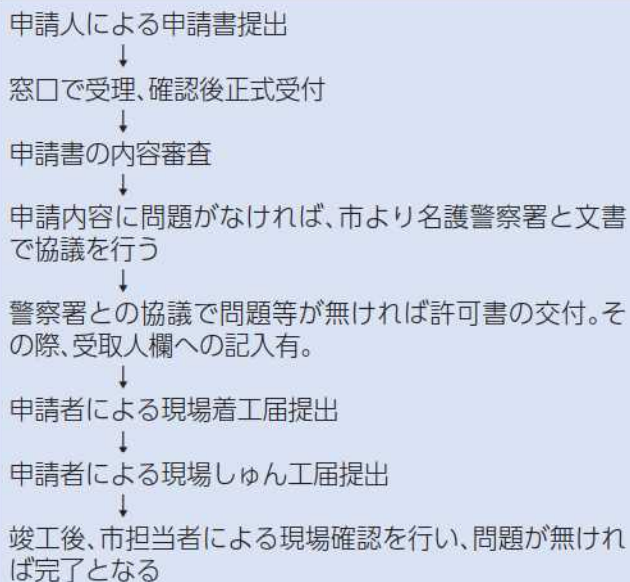 申請人による申請書提出
↓
窓口で受理、確認後正式受付
↓
申請書の内容審査
↓
申請内容に問題がなければ、市より名護警察署と文書
で協議を行う
↓
警察署との協議で問題等が無ければ許可書の交付。そ
の際、受取人欄への記入有。
↓
申請者による現場着工届提出
↓
申請者による現場しゅん工届提出
↓
竣工後、市担当者による現場確認を行い、問題が無けれ
ば完了となる